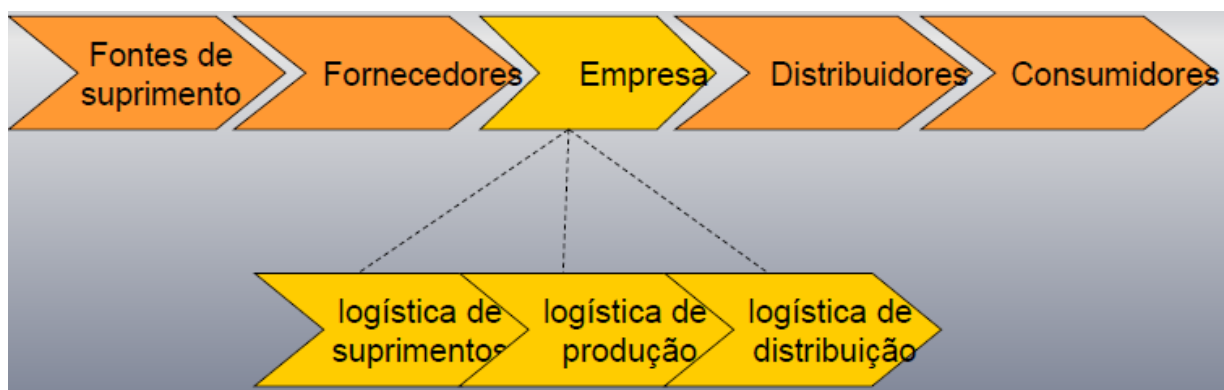 Fontes de
suprimento
Fornecedores
Empresa
Distribuidores
Consumidores
logística de
suprimentos
logística de
produção
logística de
distribuição